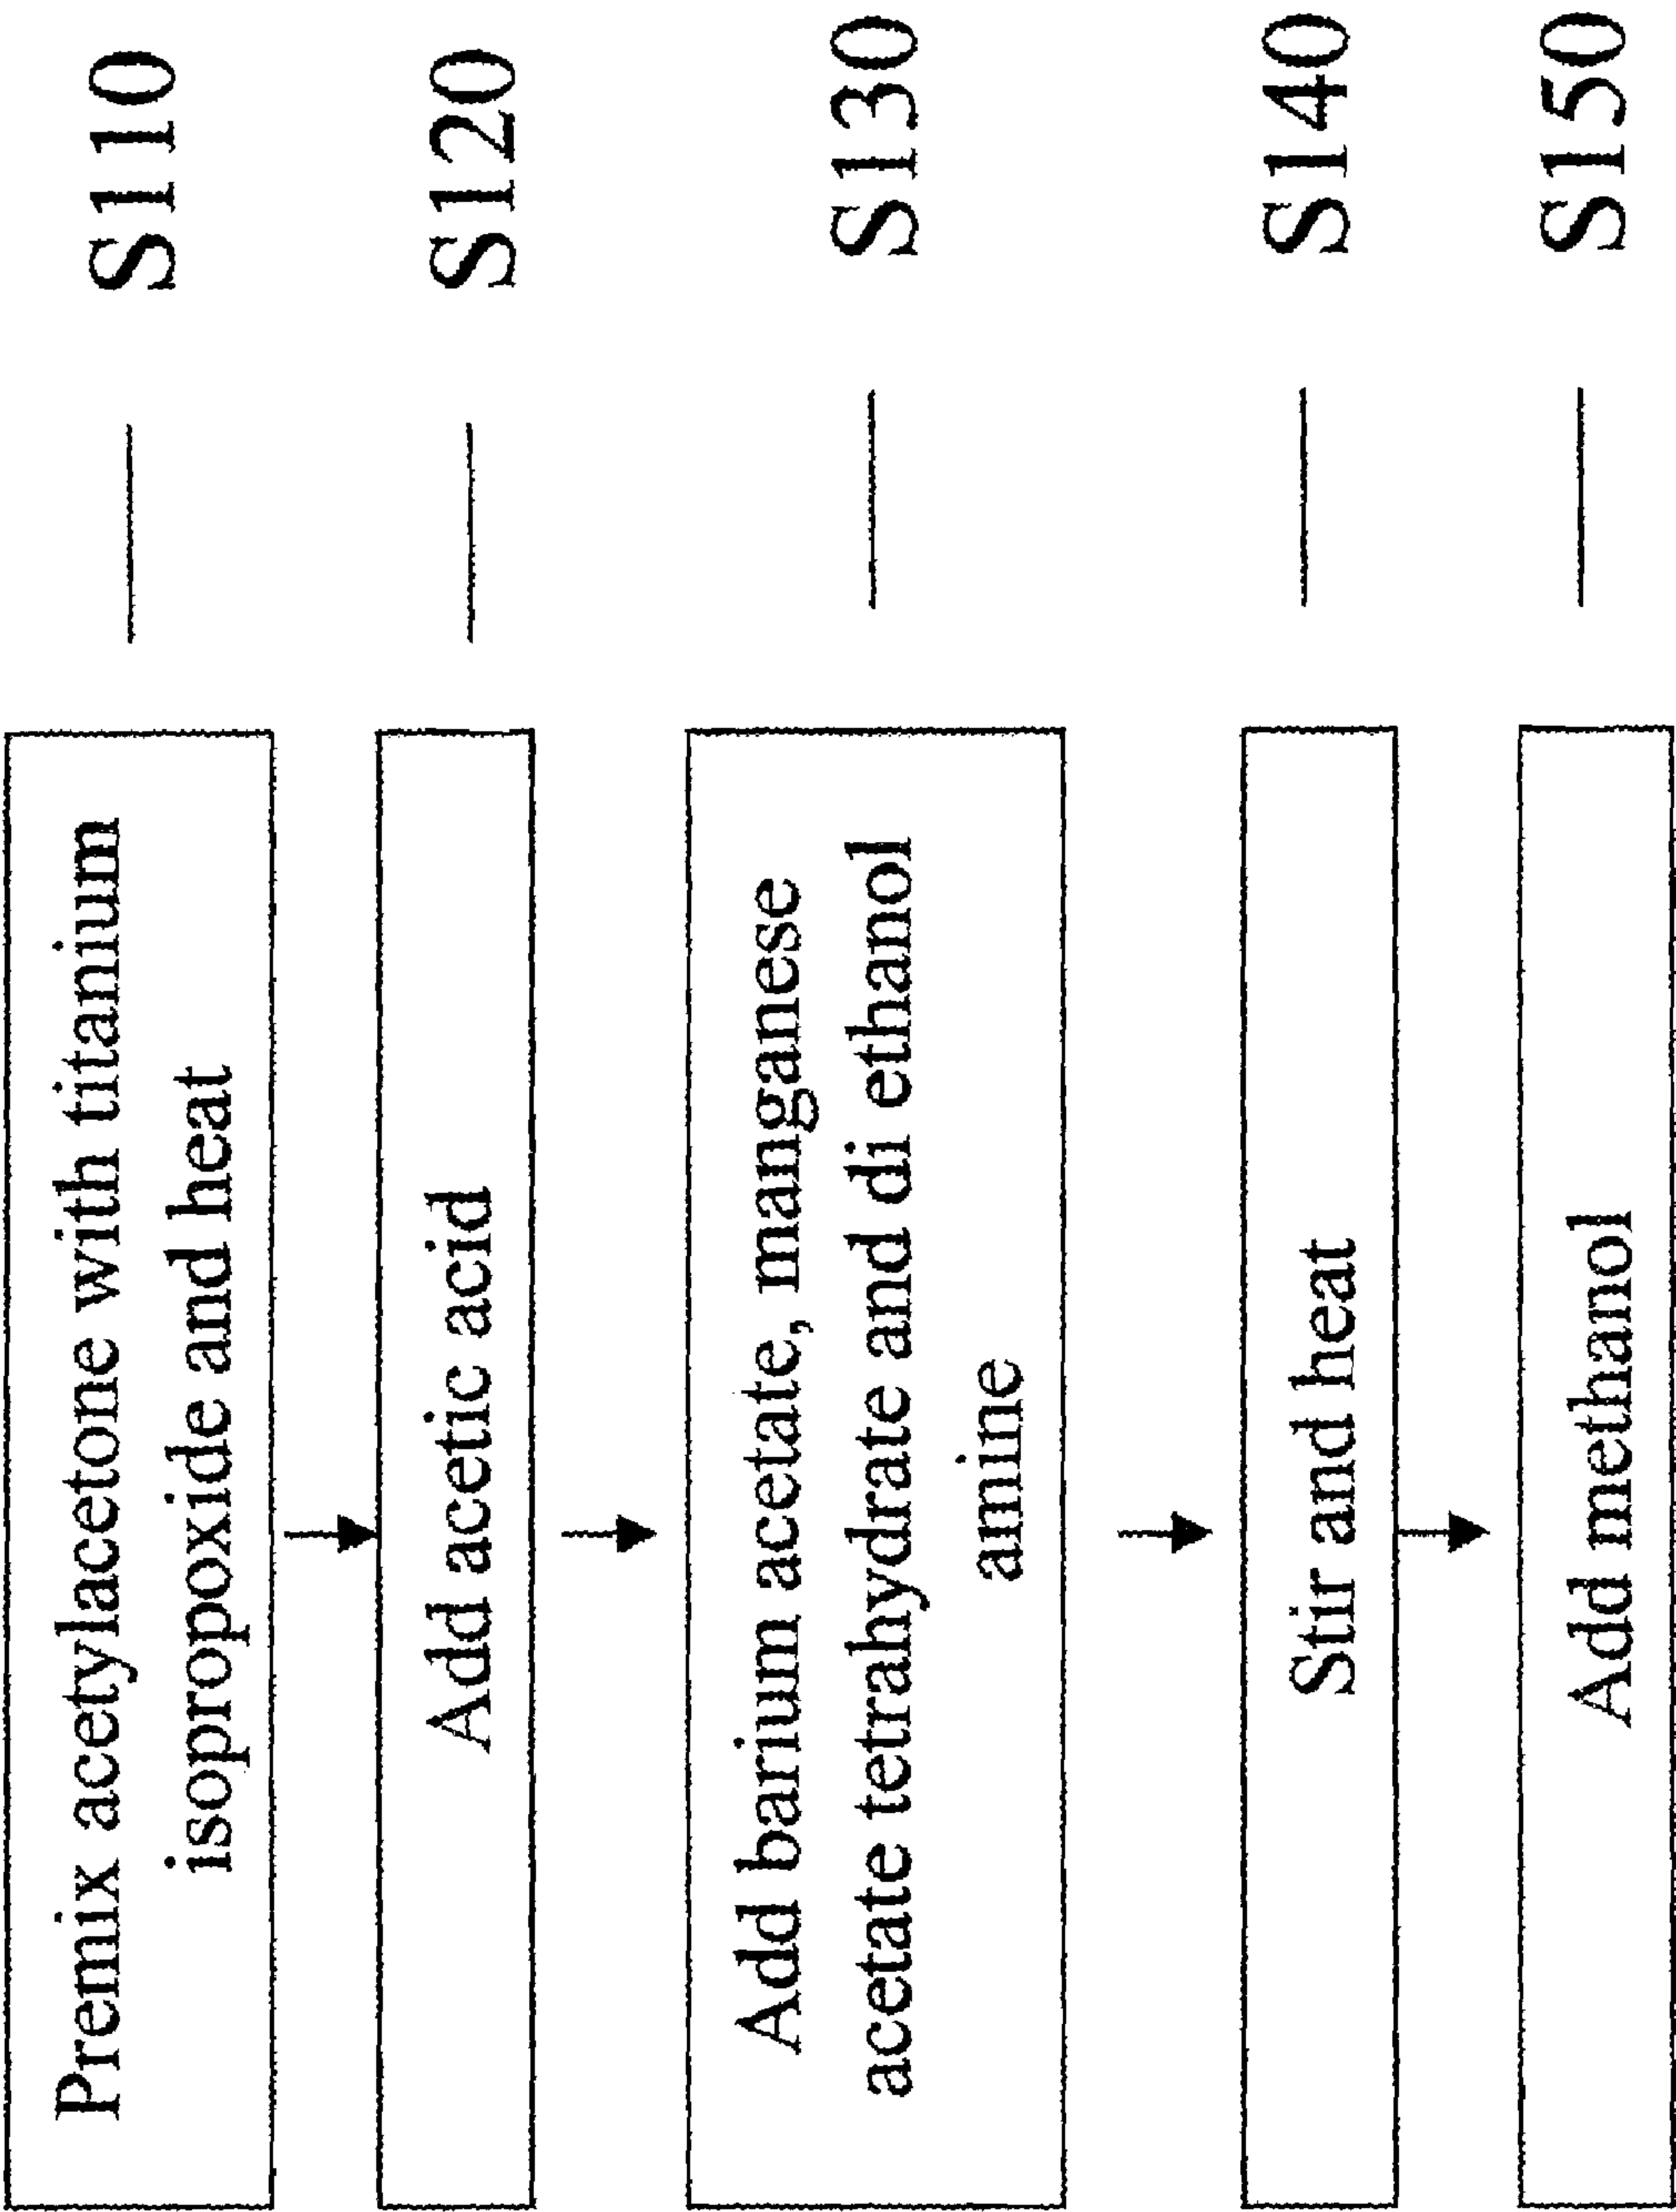 Premix acetylacetone with titanium
isopropoxide and heat
S110
Add acetic acid
S120
Add barium acetate, manganese
acetate tetrahydrate and di ethanol
amine
S130
Stir and heat
S140
Add methanol
S150